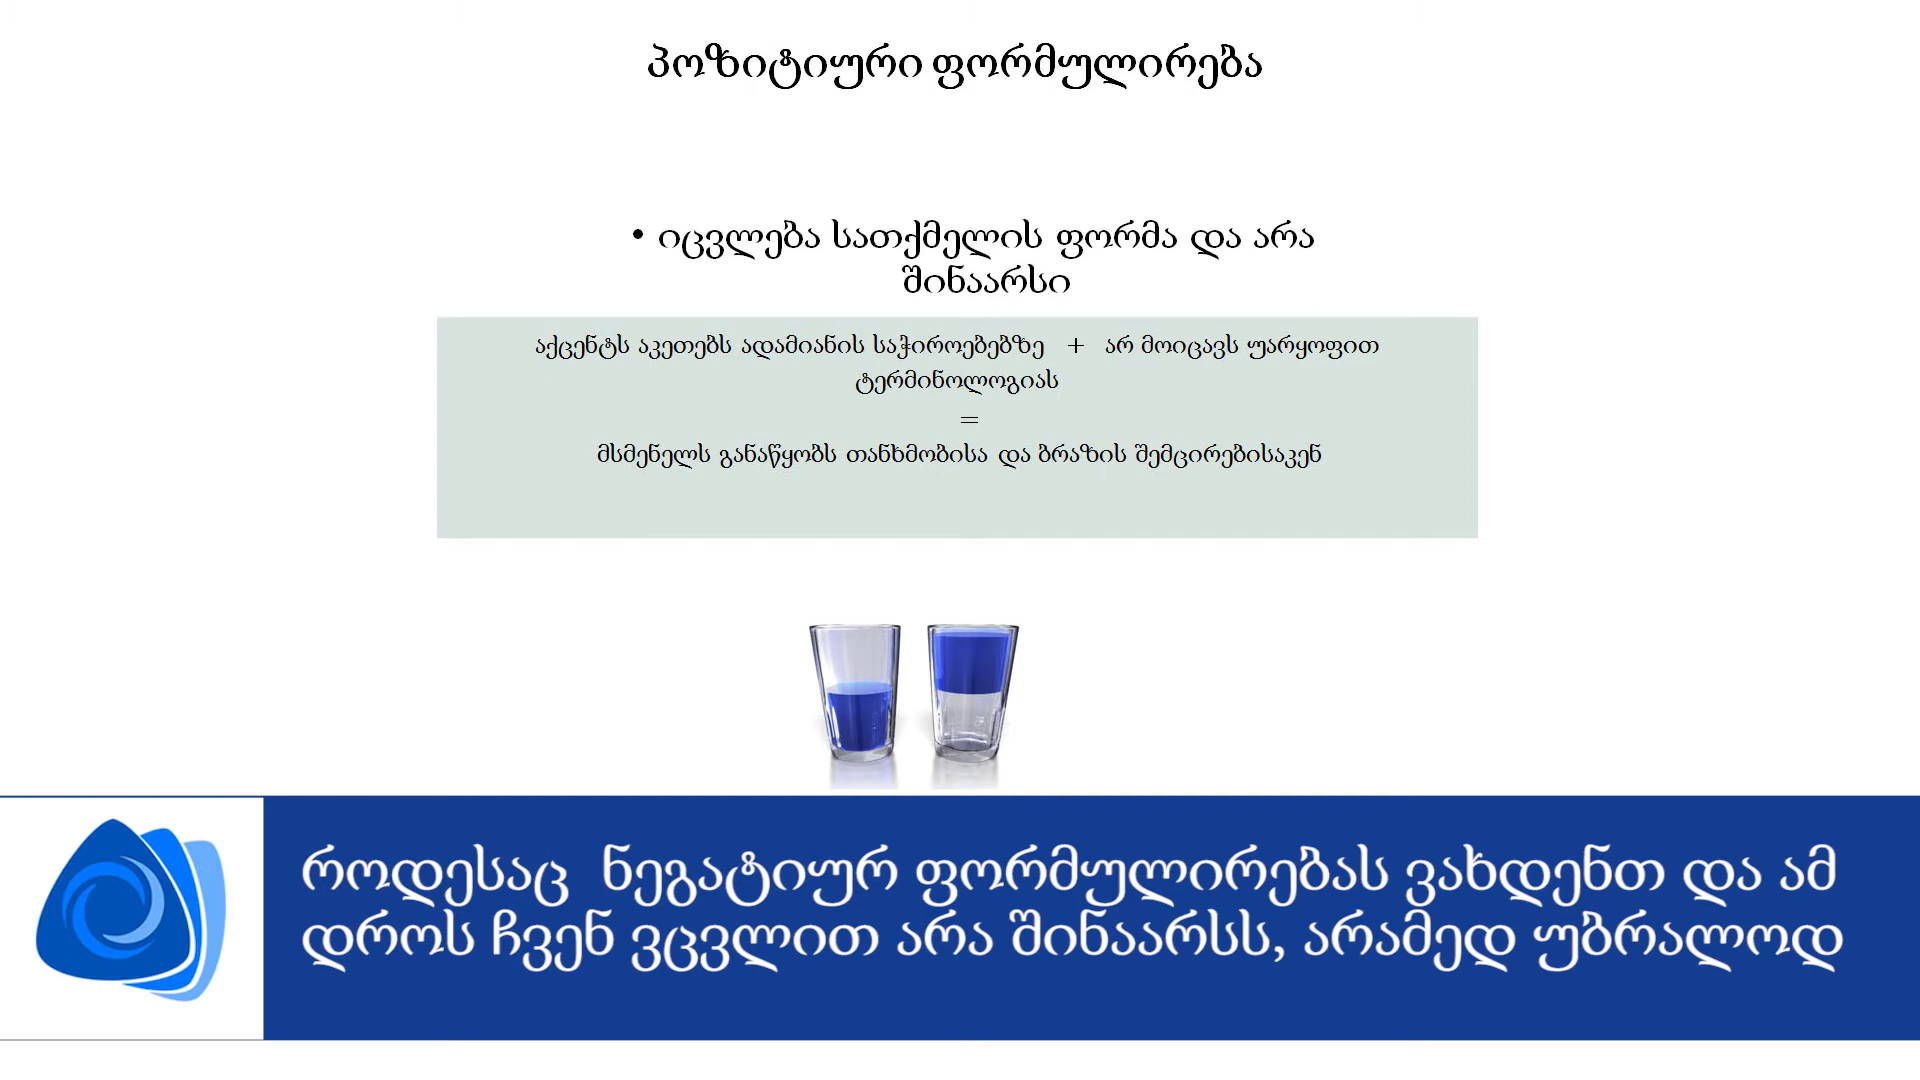 პოზიტიური ფორმულირება
• იცვლება სათქმელის ფორმა და არა
შინაარსი
აქცენტს აკეთებს ადამიანის საჭიროებებზე + არ მოიცავს უარყოფით
ტერმინოლოგიას
=
მსმენელს განაწყობს თანხმობისა და ბრაზის შემცირებისაკენ
როდესაც ნეგატიურ ფორმულირებას ვახდენთ და ამ
დროს ჩვენ ვცვლით არა შინაარსს, არამედ უბრალოდ